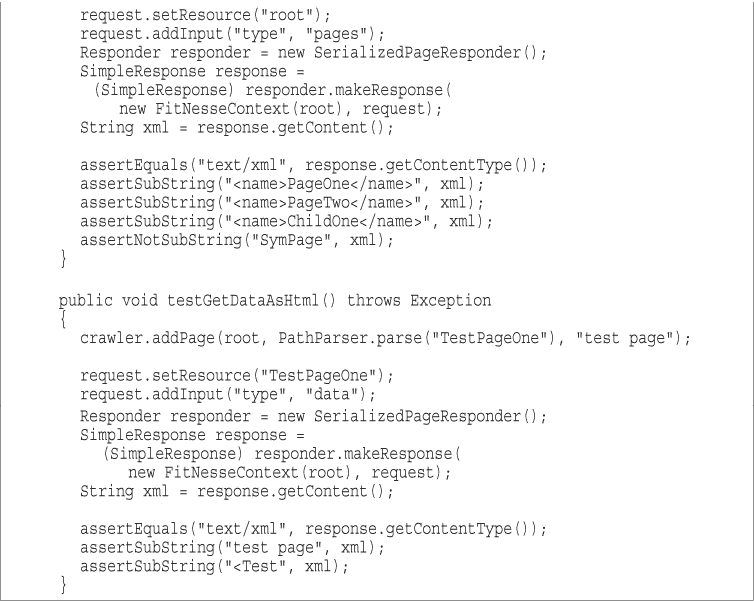 request.setResource("root");
request.addInput("type", "pages");
Responder responder = new SerializedPageResponder();
SimpleResponse response =
(SimpleResponse) responder.makeResponse(
new FitNesseContext(root), request);
String xml = response.getContent();
assertEquals("text/xml", response.getContentType());
assertSubString("<name>PageOne</name>", xml);
assertSubString("<name>PageTwo</name>", xml);
assertSubString("<name>ChildOne</name>", xml);
assertNotSubString("SymPage", xml);
}
public void testGetDataAsHtml() throws Exception
{
crawler.addPage(root, PathParser.parse("TestPageOne"), "test page");
request.setResource("TestPageOne");
request.addInput("type", "data");
Responder responder = new SerializedPageResponder();
SimpleResponse response =
(SimpleResponse) responder.makeResponse(
new FitNesseContext(root), request);
String xml = response.getContent();
assertEquals("text/xml", response.getContentType());
assertSubString("test page", xml);
assertSubString("<Test", xml);
}